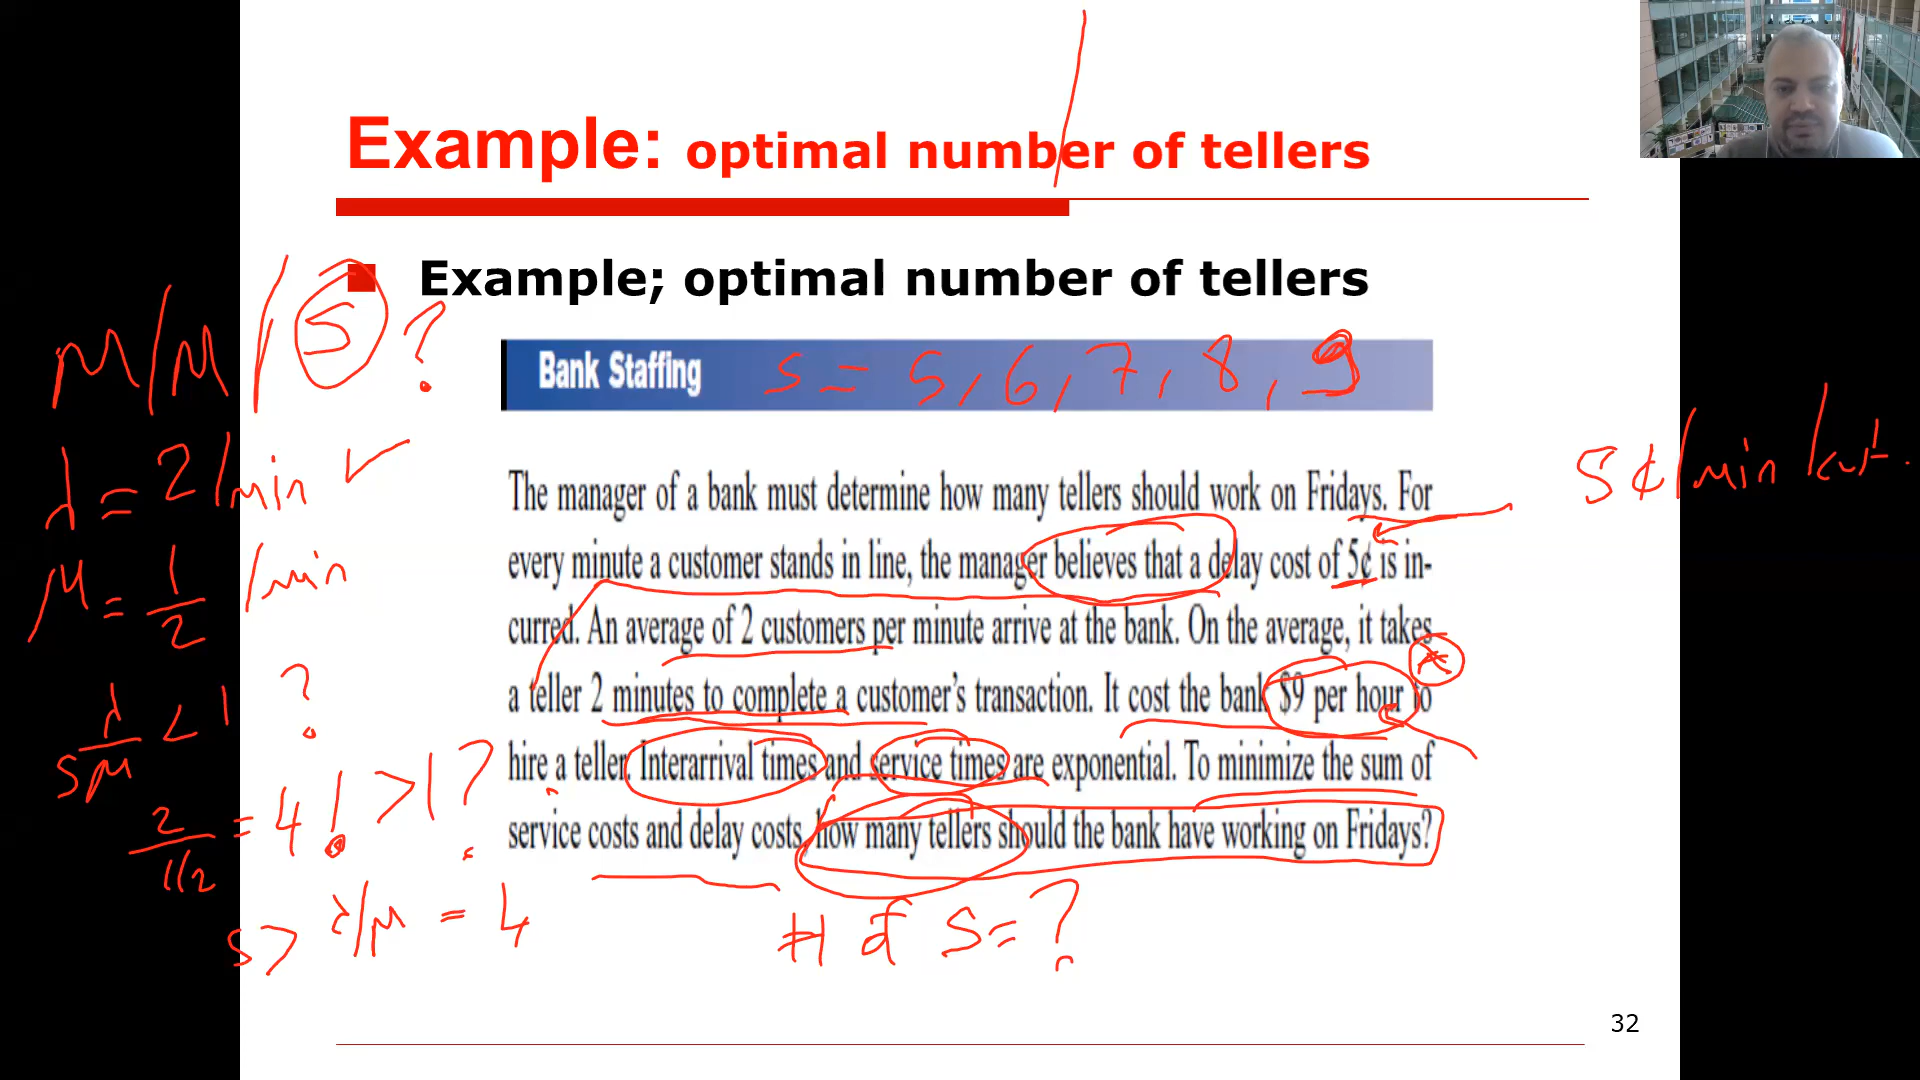 Example: optimal number of tellers
Example; optimal number of tellers
M/M/S ?
Bank Staffing
s = 5, 6, 7, 8, 9
λ = 2/min ✓
5¢/min/cust.
The manager of a bank must determine how many tellers should work on Fridays. For
every minute a customer stands in line, the manager believes that a delay cost of 5¢ is in-
curred. An average of 2 customers per minute arrive at the bank. On the average, it takes
a teller 2 minutes to complete a customer's transaction. It cost the bank $9 per hour to
hire a teller. Interarrival times and service times are exponential. To minimize the sum of
service costs and delay costs, how many tellers should the bank have working on Fridays?
μ = 1/2 /min
λ/sμ < 1 ?
2/1/2 = 4 ! > 1 ?
s > λ/μ = 4
# of S = ?
32